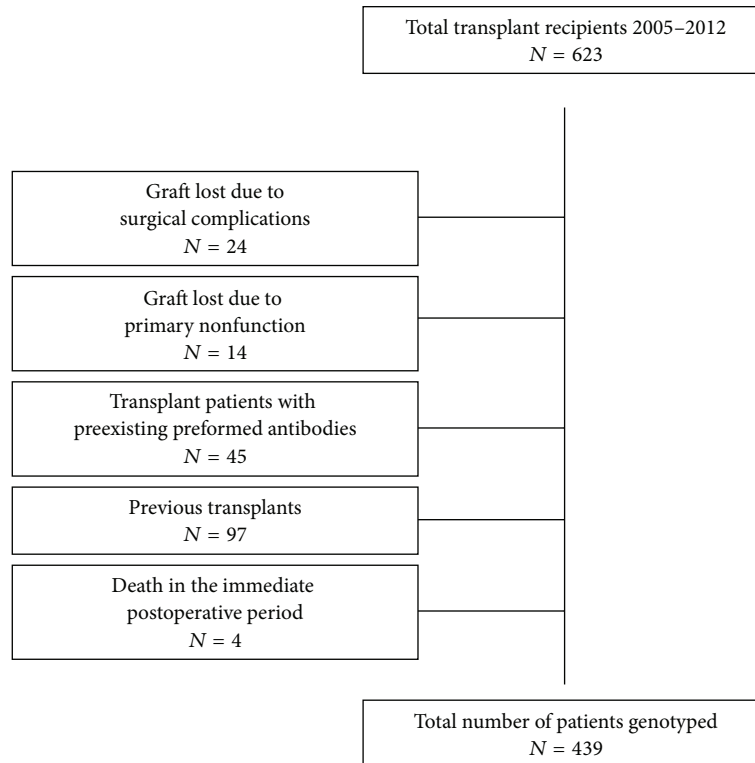 Total transplant recipients 2005–2012
N = 623
Graft lost due to
surgical complications
N = 24
Graft lost due to
primary nonfunction
N = 14
Transplant patients with
preexisting preformed antibodies
N = 45
Previous transplants
N = 97
Death in the immediate
postoperative period
N = 4
Total number of patients genotyped
N = 439